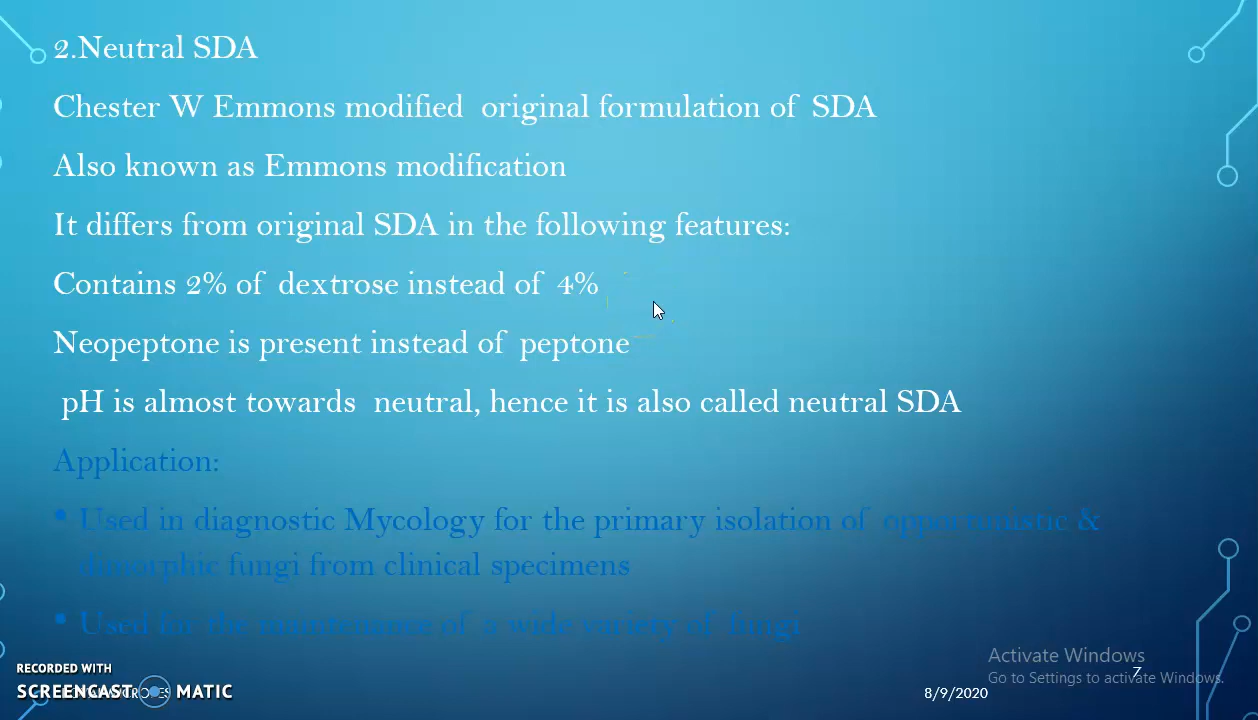 2.Neutral SDA
Chester W Emmons modified original formulation of SDA
Also known as Emmons modification
It differs from original SDA in the following features:
Contains 2% of dextrose instead of 4%
Neopeptone is present instead of peptone
pH is almost towards neutral, hence it is also called neutral SDA
Application:
• Used in diagnostic Mycology for the primary isolation of opportunistic &
dimorphic fungi from clinical specimens
• Used for the maintenance of a wide variety of fungi
Activate Windows
Go to Settings to activate Windows.
7
RECORDED WITH
SCREENCAST MATIC
8/9/2020